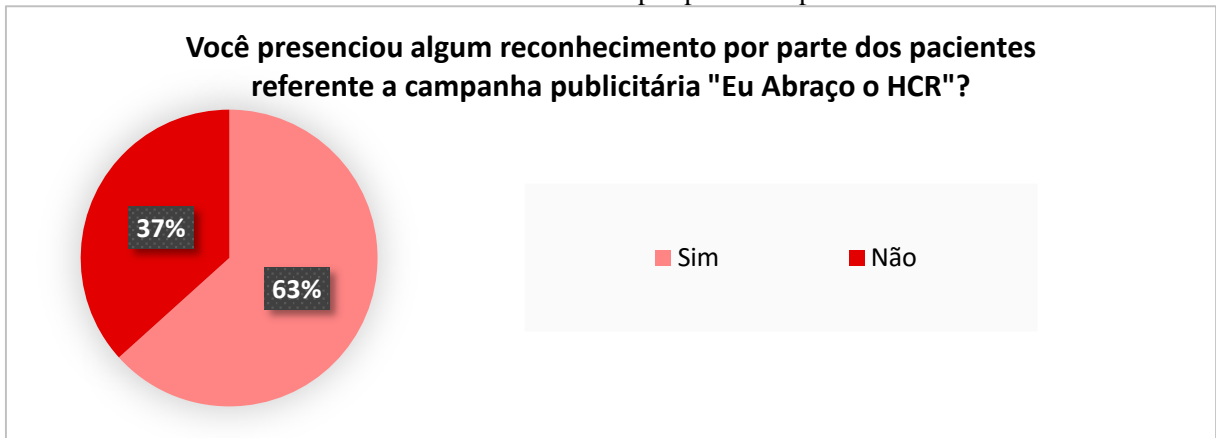 Você presenciou algum reconhecimento por parte dos pacientes
referente a campanha publicitária "Eu Abraço o HCR"?
37%
63%
Sim
Não